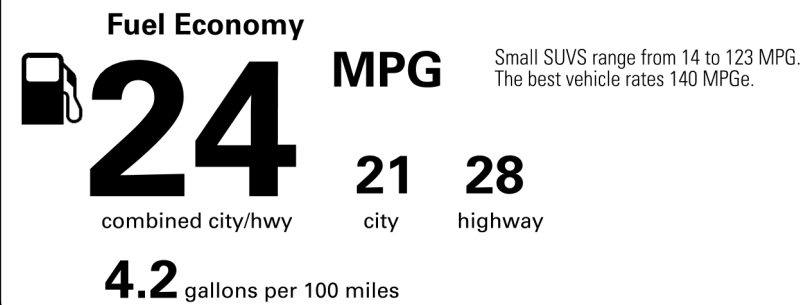 Fuel Economy
24
MPG
Small SUVS range from 14 to 123 MPG.
The best vehicle rates 140 MPGe.
21 28
combined city/hwy city highway
4.2 gallons per 100 miles